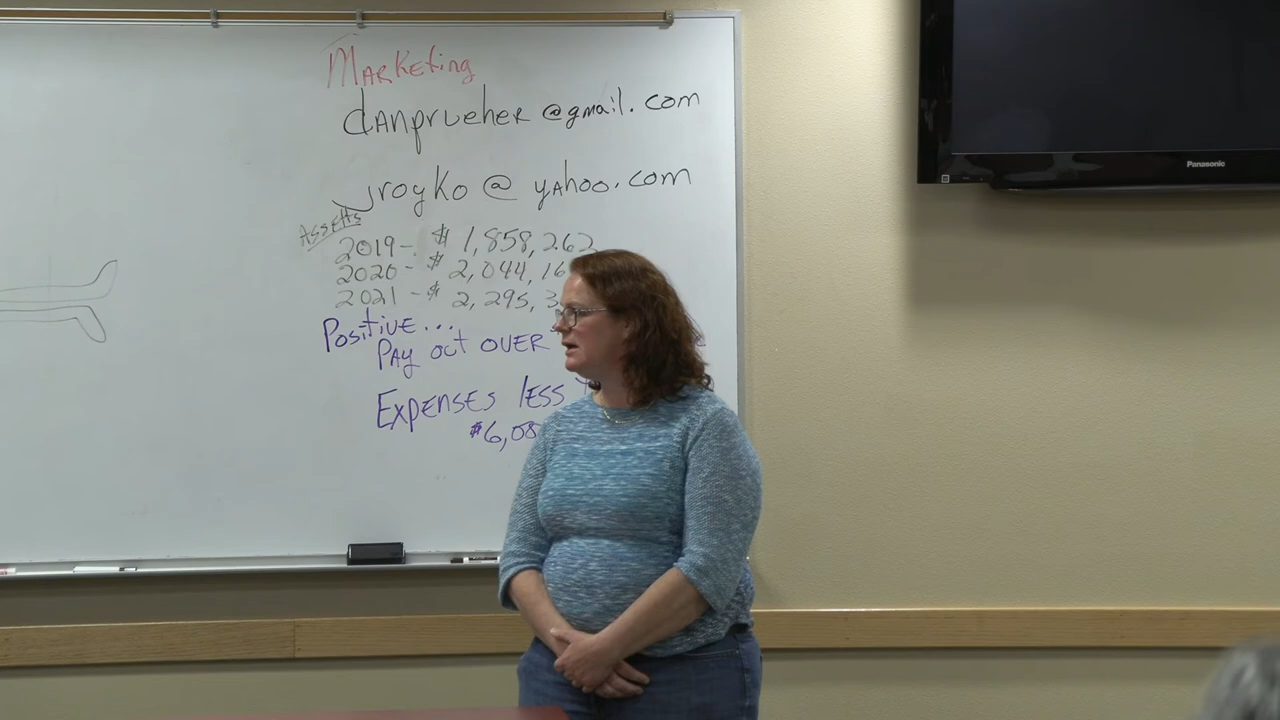 Marketing
danprueher@gmail.com
jroyko@yahoo.com
Assets
2019- $ 1,858,262
2020- $ 2,044,16
2021- $ 2,295,3
Positive...
Pay out over
Expenses less
$6,08
Panasonic